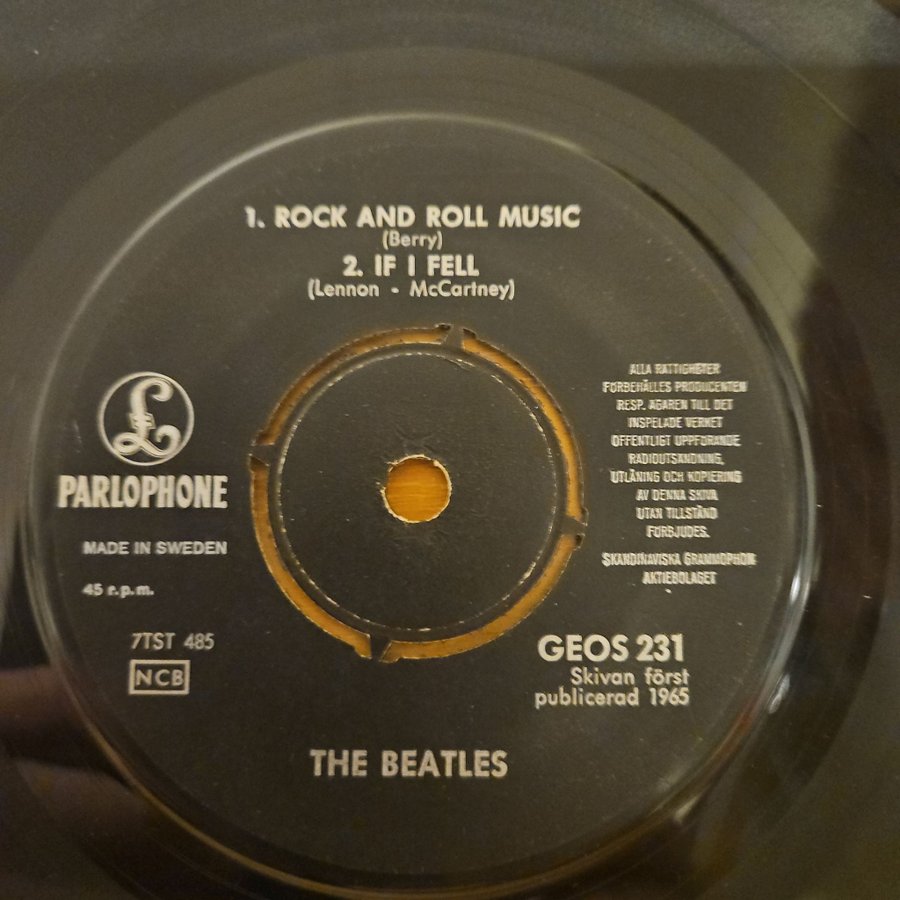 1. ROCK AND ROLL MUSIC
(Berry)
2. IF I FELL
(Lennon - McCartney)
£
PARLOPHONE
MADE IN SWEDEN
45 r.p.m.
7TST 485
NCB
ALLA RÄTTIGHETER
FÖRBEHÅLLES PRODUCENTEN
RESP. ÄGAREN TILL DET
INSPELADE VERKET
OFFENTLIGT UPPFÖRANDE
RADIOUTSÄNDNING,
UTLÅNING OCH KOPIERING
AV DENNA SKIVA
UTAN TILLSTÅND
FÖRBJUDES.
SKANDINAVISKA GRAMMOPHON
AKTIEBOLAGET
GEOS 231
Skivan först
publicerad 1965
THE BEATLES